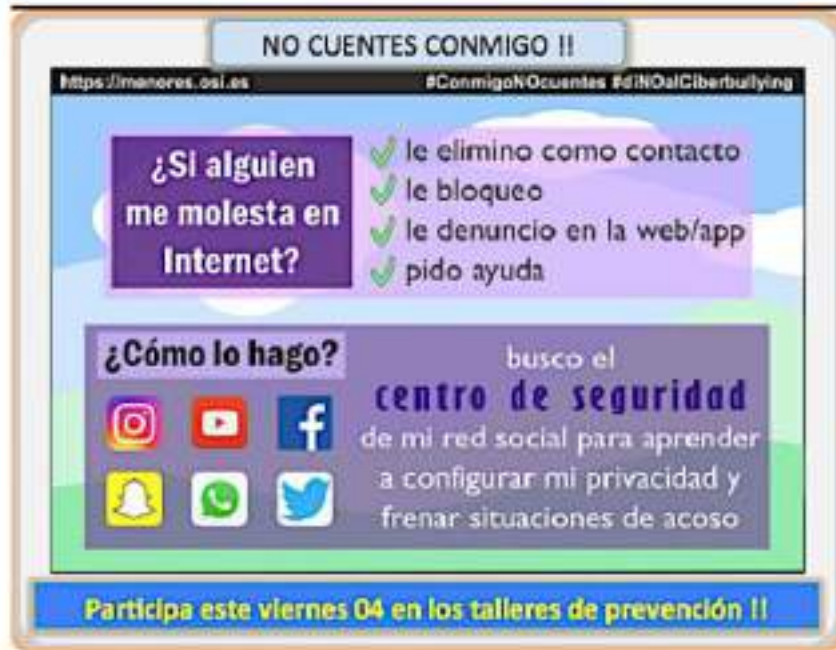 NO CUENTES CONMIGO !!
https://menores.osi.es #ConmigoNOcuentes #diNOalCiberbullying
¿Si alguien
me molesta en
Internet?
le elimino como contacto
le bloqueo
le denuncio en la web/app
pido ayuda
¿Cómo lo hago?
busco el
centro de seguridad
de mi red social para aprender
a configurar mi privacidad y
frenar situaciones de acoso
Participa este viernes 04 en los talleres de prevención !!